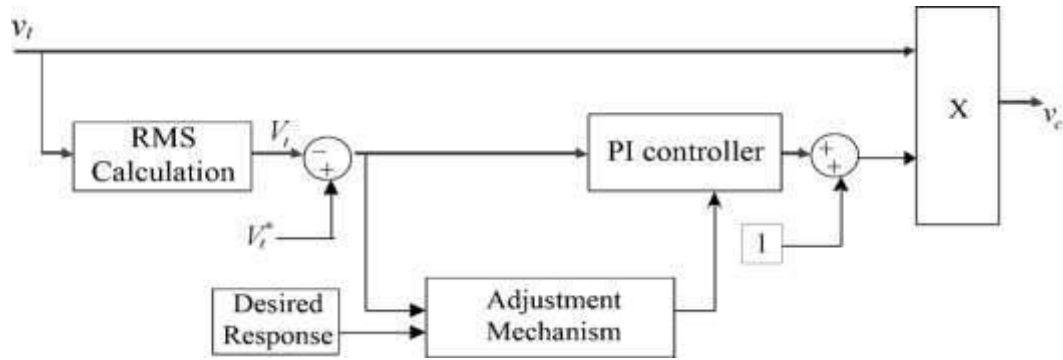 v_t
RMS
Calculation
V_t
−
+
V_t*
PI controller
+
+
1
X
v_c
Desired
Response
Adjustment
Mechanism